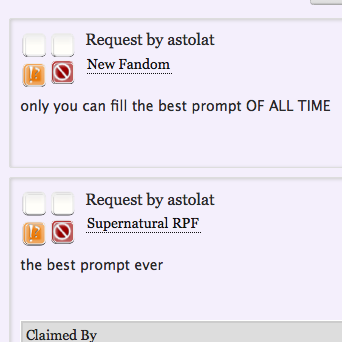 Request by astolat
New Fandom
only you can fill the best prompt OF ALL TIME
Request by astolat
Supernatural RPF
the best prompt ever
Claimed By